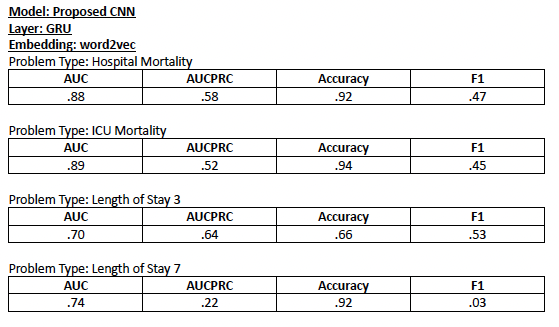 Model: Proposed CNN
Layer: GRU
Embedding: word2vec
Problem Type: Hospital Mortality
AUC AUCPRC Accuracy F1
.88 .58 .92 .47
Problem Type: ICU Mortality
AUC AUCPRC Accuracy F1
.89 .52 .94 .45
Problem Type: Length of Stay 3
AUC AUCPRC Accuracy F1
.70 .64 .66 .53
Problem Type: Length of Stay 7
AUC AUCPRC Accuracy F1
.74 .22 .92 .03